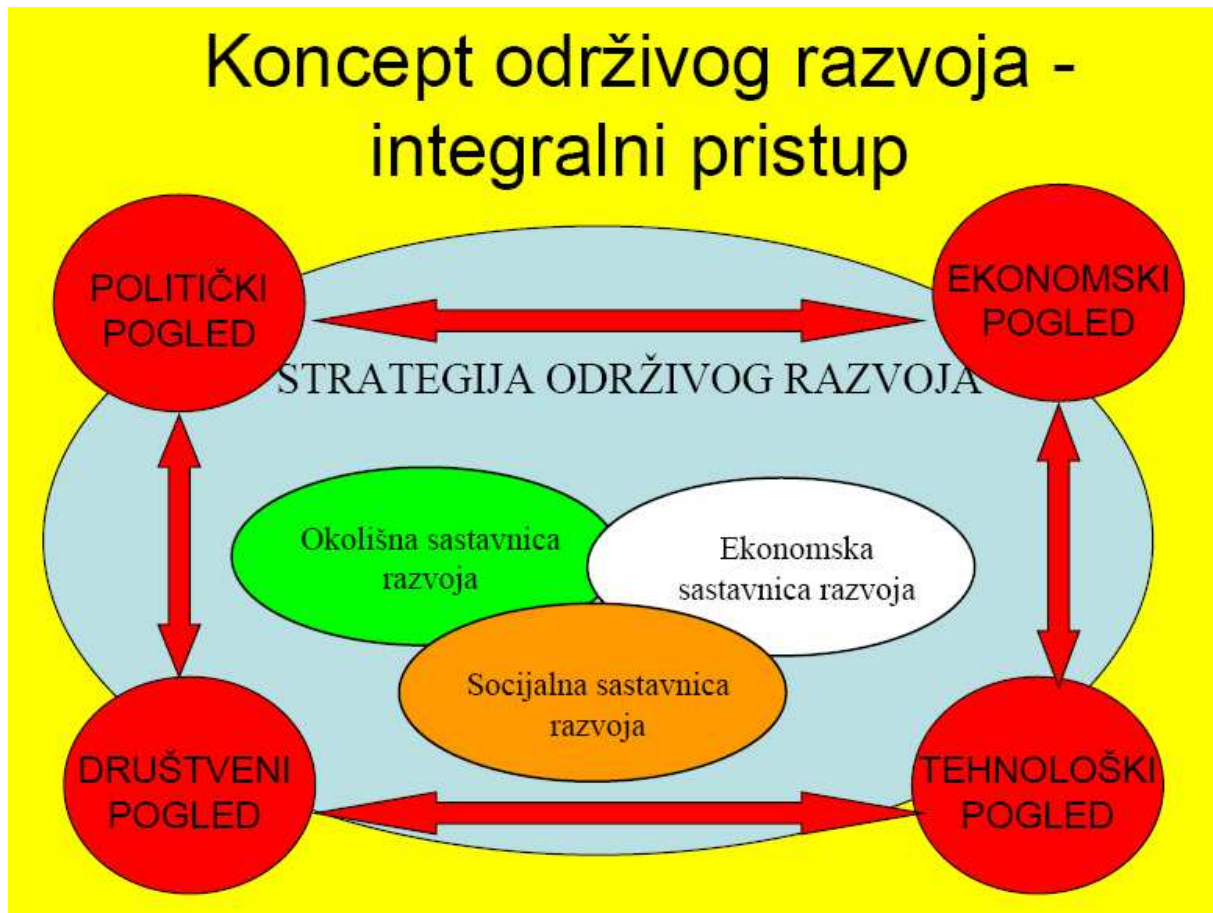 Koncept održivog razvoja -
integralni pristup
POLITIČKI
POGLED
EKONOMSKI
POGLED
STRATEGIJA ODRŽIVOG RAZVOJA
Okolišna sastavnica
razvoja
Ekonomska
sastavnica razvoja
Socijalna sastavnica
razvoja
DRUŠTVENI
POGLED
TEHNOLOŠKI
POGLED